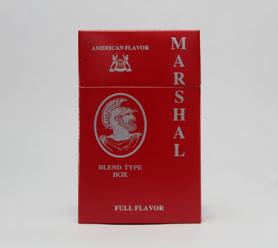 AMERICAN FLAVOR
MARSHAL
BLEND TYPE
BOX
FULL FLAVOR